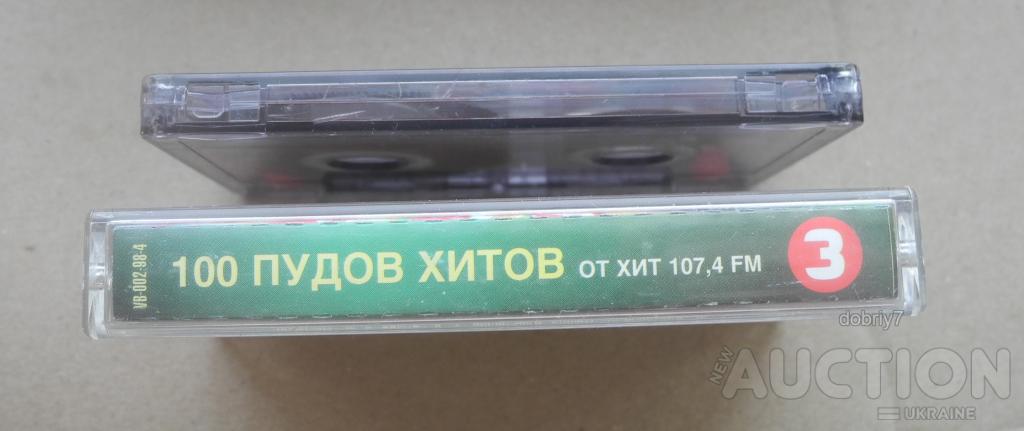 VB-002-98-4
100 ПУДОВ ХИТОВ ОТ ХИТ 107,4 FM 3
dobriy7
NEW AUCTION
UKRAINE